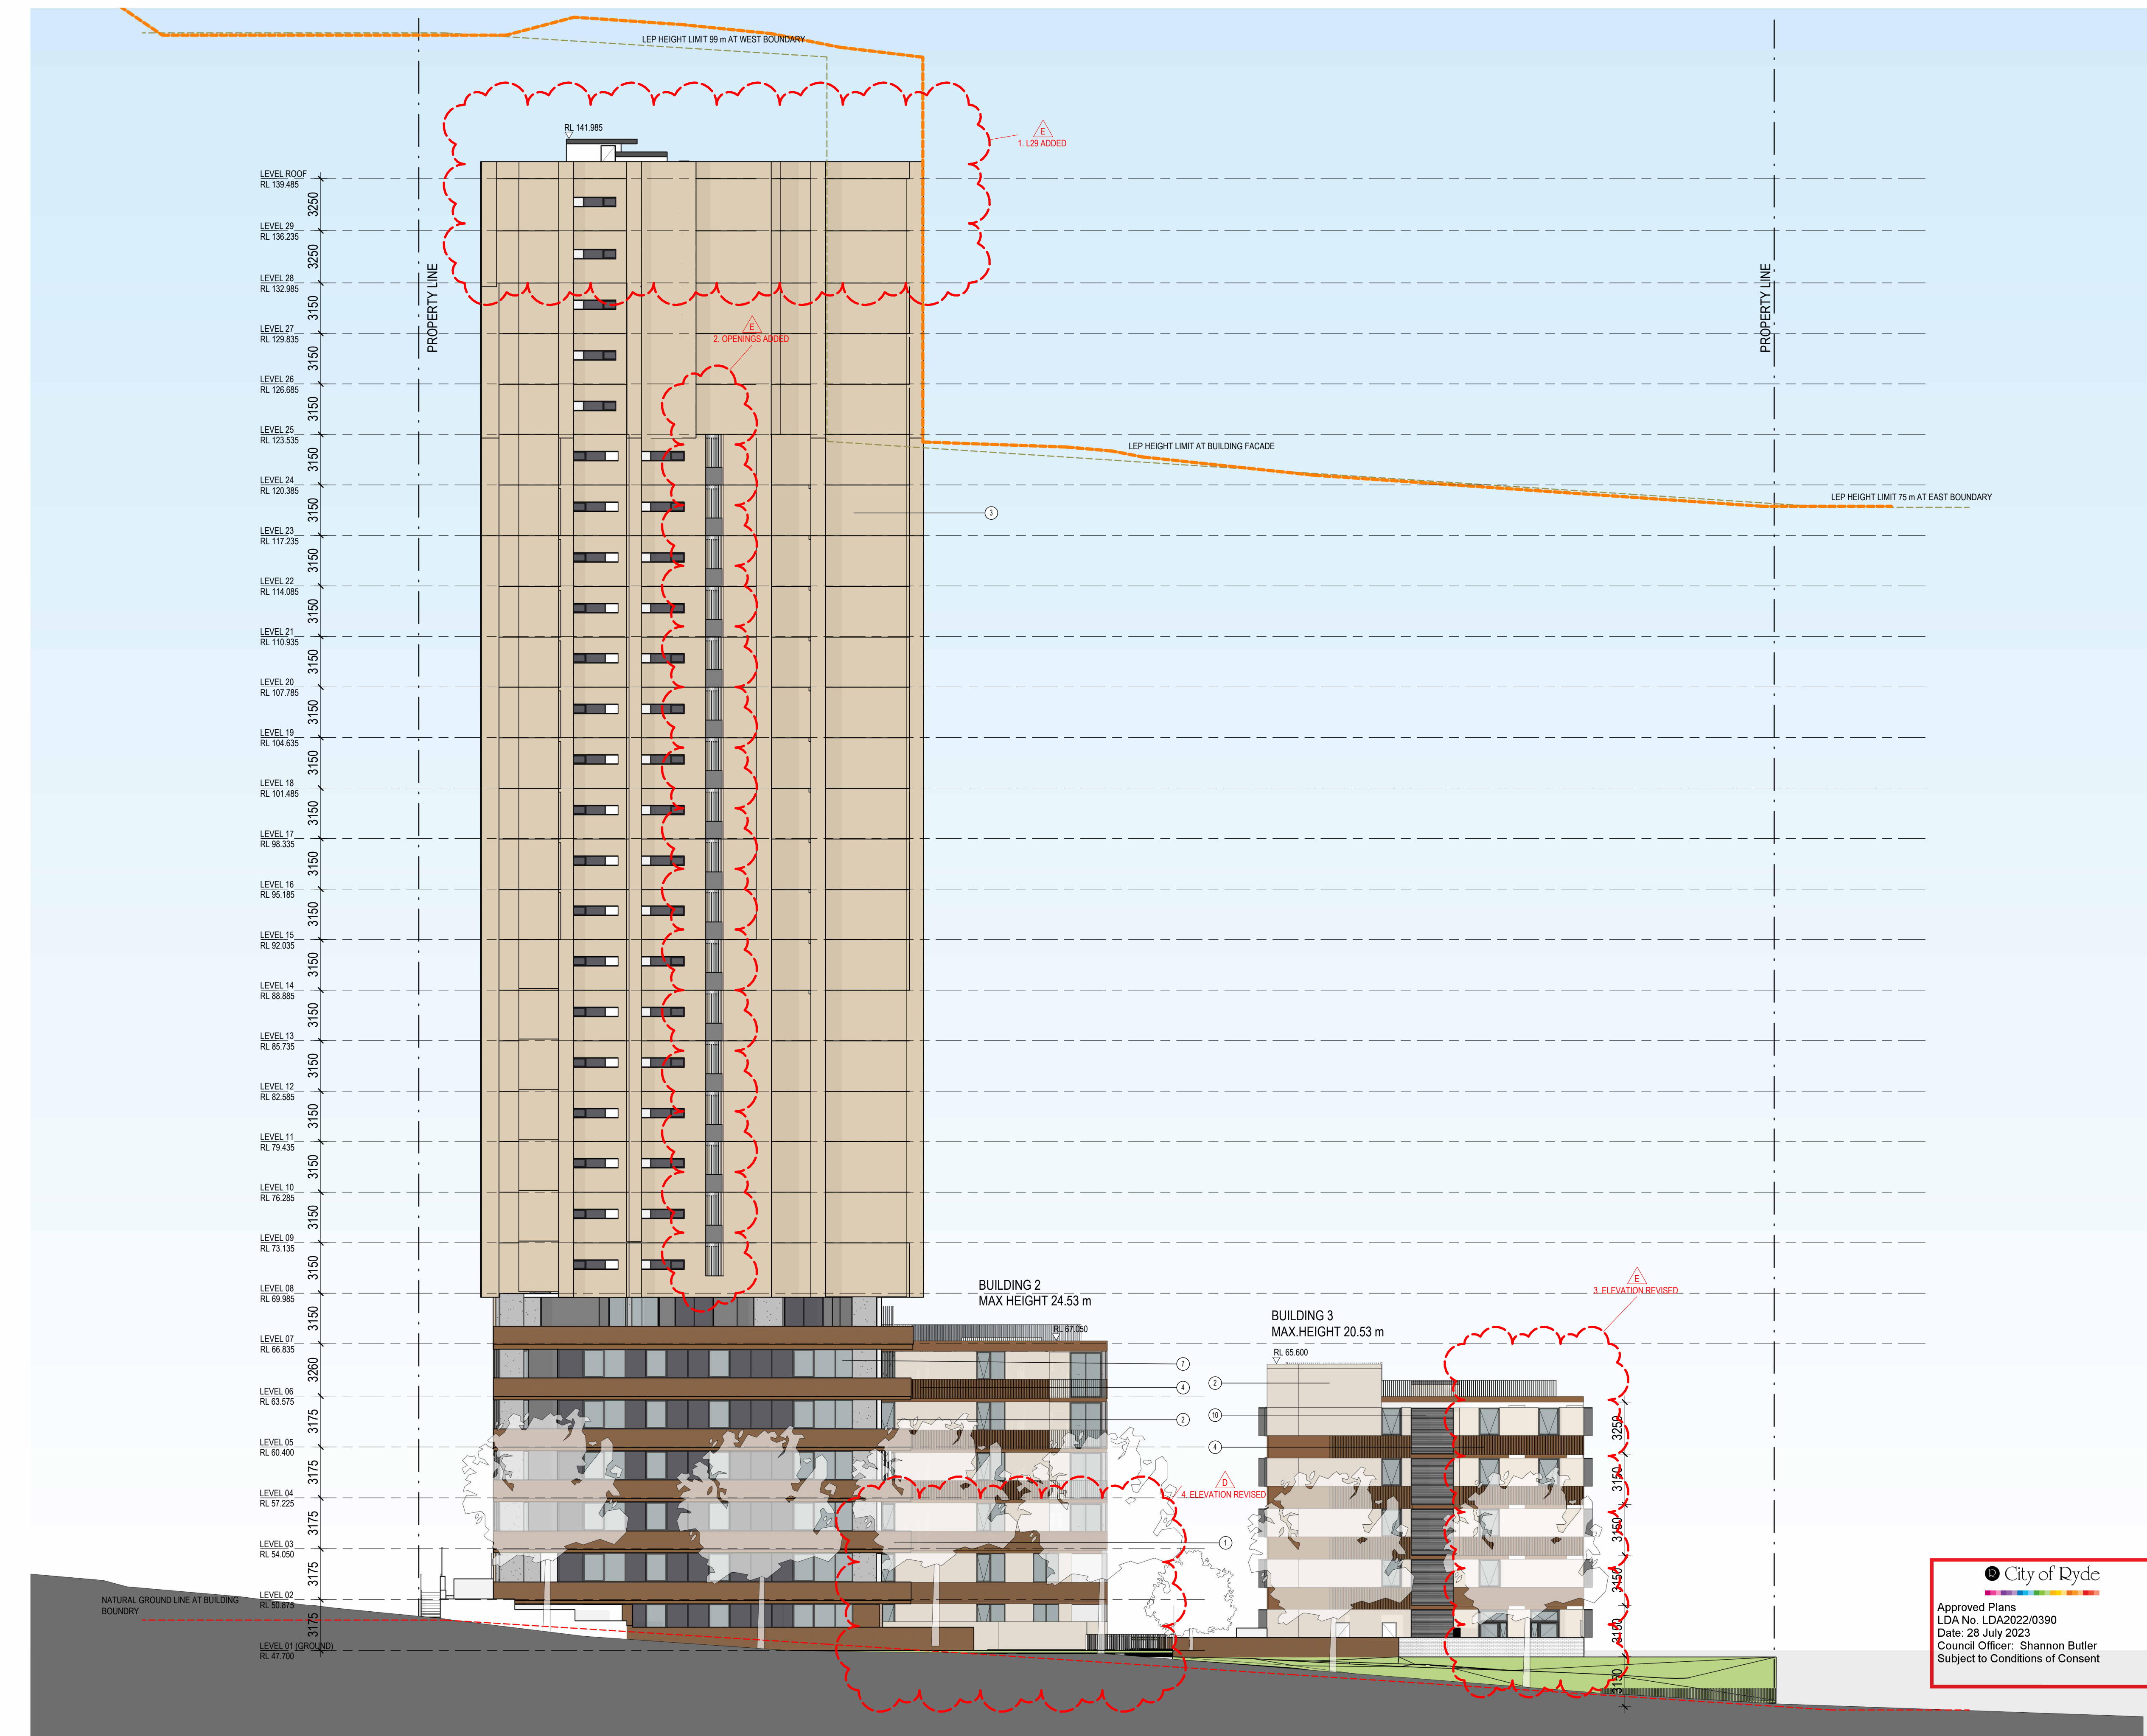 LEP HEIGHT LIMIT 99 m AT WEST BOUNDARY
RL 141.985
E
1. L29 ADDED
LEVEL ROOF
RL 139.485
3250
LEVEL 29
RL 136.235
3250
LEVEL 28
RL 132.985
3150
LEVEL 27
RL 129.835
3150
LEVEL 26
RL 126.685
3150
LEVEL 25
RL 123.535
3150
LEVEL 24
RL 120.385
3150
LEVEL 23
RL 117.235
3150
LEVEL 22
RL 114.085
3150
LEVEL 21
RL 110.935
3150
LEVEL 20
RL 107.785
3150
LEVEL 19
RL 104.635
3150
LEVEL 18
RL 101.485
3150
LEVEL 17
RL 98.335
3150
LEVEL 16
RL 95.185
3150
LEVEL 15
RL 92.035
3150
LEVEL 14
RL 88.885
3150
LEVEL 13
RL 85.735
3150
LEVEL 12
RL 82.585
3150
LEVEL 11
RL 79.435
3150
LEVEL 10
RL 76.285
3150
LEVEL 09
RL 73.135
3150
LEVEL 08
RL 69.985
3150
LEVEL 07
RL 66.835
3260
LEVEL 06
RL 63.575
3175
LEVEL 05
RL 60.400
3175
LEVEL 04
RL 57.225
3175
LEVEL 03
RL 54.050
3175
LEVEL 02
RL 50.875
3175
LEVEL 01 (GROUND)
RL 47.700
NATURAL GROUND LINE AT BUILDING
BOUNDRY
PROPERTY LINE
PROPERTY LINE
E
2. OPENINGS ADDED
LEP HEIGHT LIMIT AT BUILDING FACADE
LEP HEIGHT LIMIT 75 m AT EAST BOUNDARY
3
BUILDING 2
MAX HEIGHT 24.53 m
RL 67.050
7
4
2
BUILDING 3
MAX.HEIGHT 20.53 m
RL 65.600
2
10
4
E
3. ELEVATION REVISED
D
4. ELEVATION REVISED
1
3250
3150
3150
3150
3150
3150
R
City of Ryde
Approved Plans
LDA No. LDA2022/0390
Date: 28 July 2023
Council Officer: Shannon Butler
Subject to Conditions of Consent